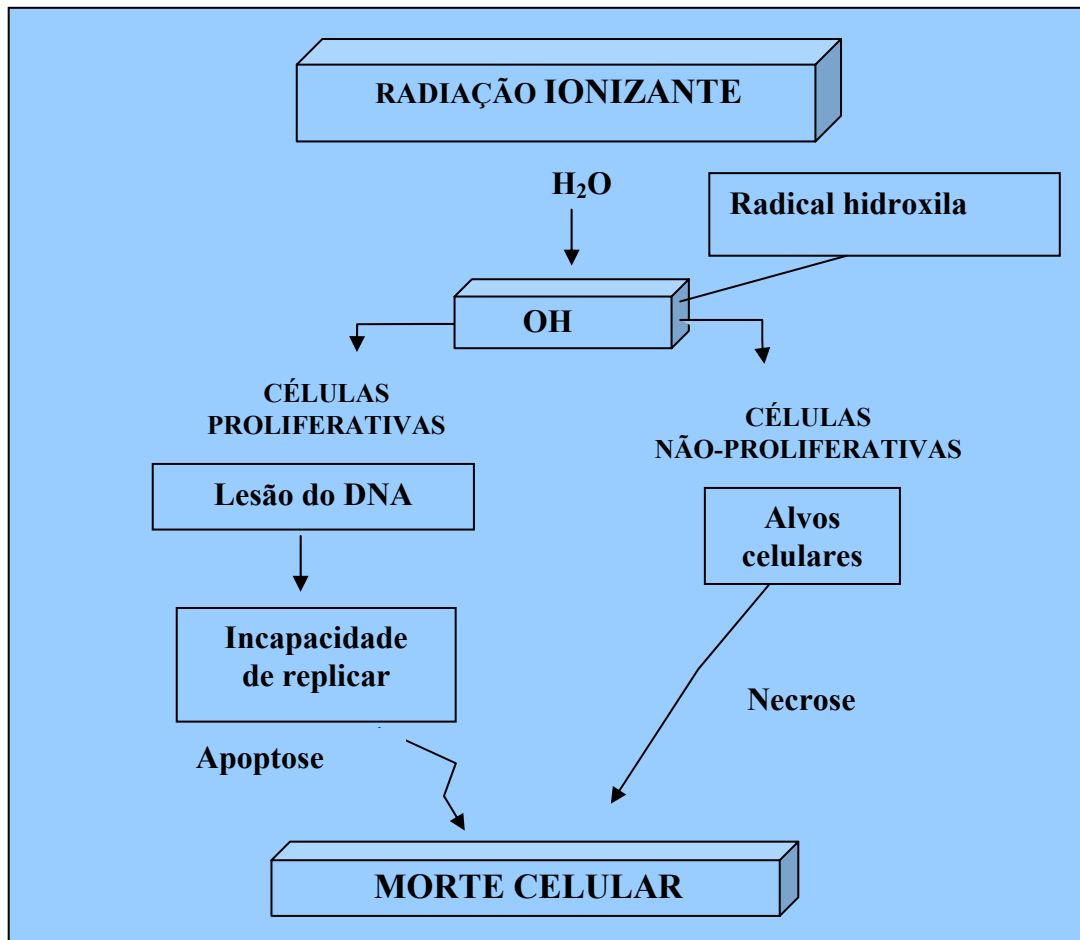 RADIAÇÃO IONIZANTE
H₂O
Radical hidroxila
OH
CÉLULAS
PROLIFERATIVAS
CÉLULAS
NÃO-PROLIFERATIVAS
Lesão do DNA
Alvos
celulares
Incapacidade
de replicar
Necrose
Apoptose
MORTE CELULAR